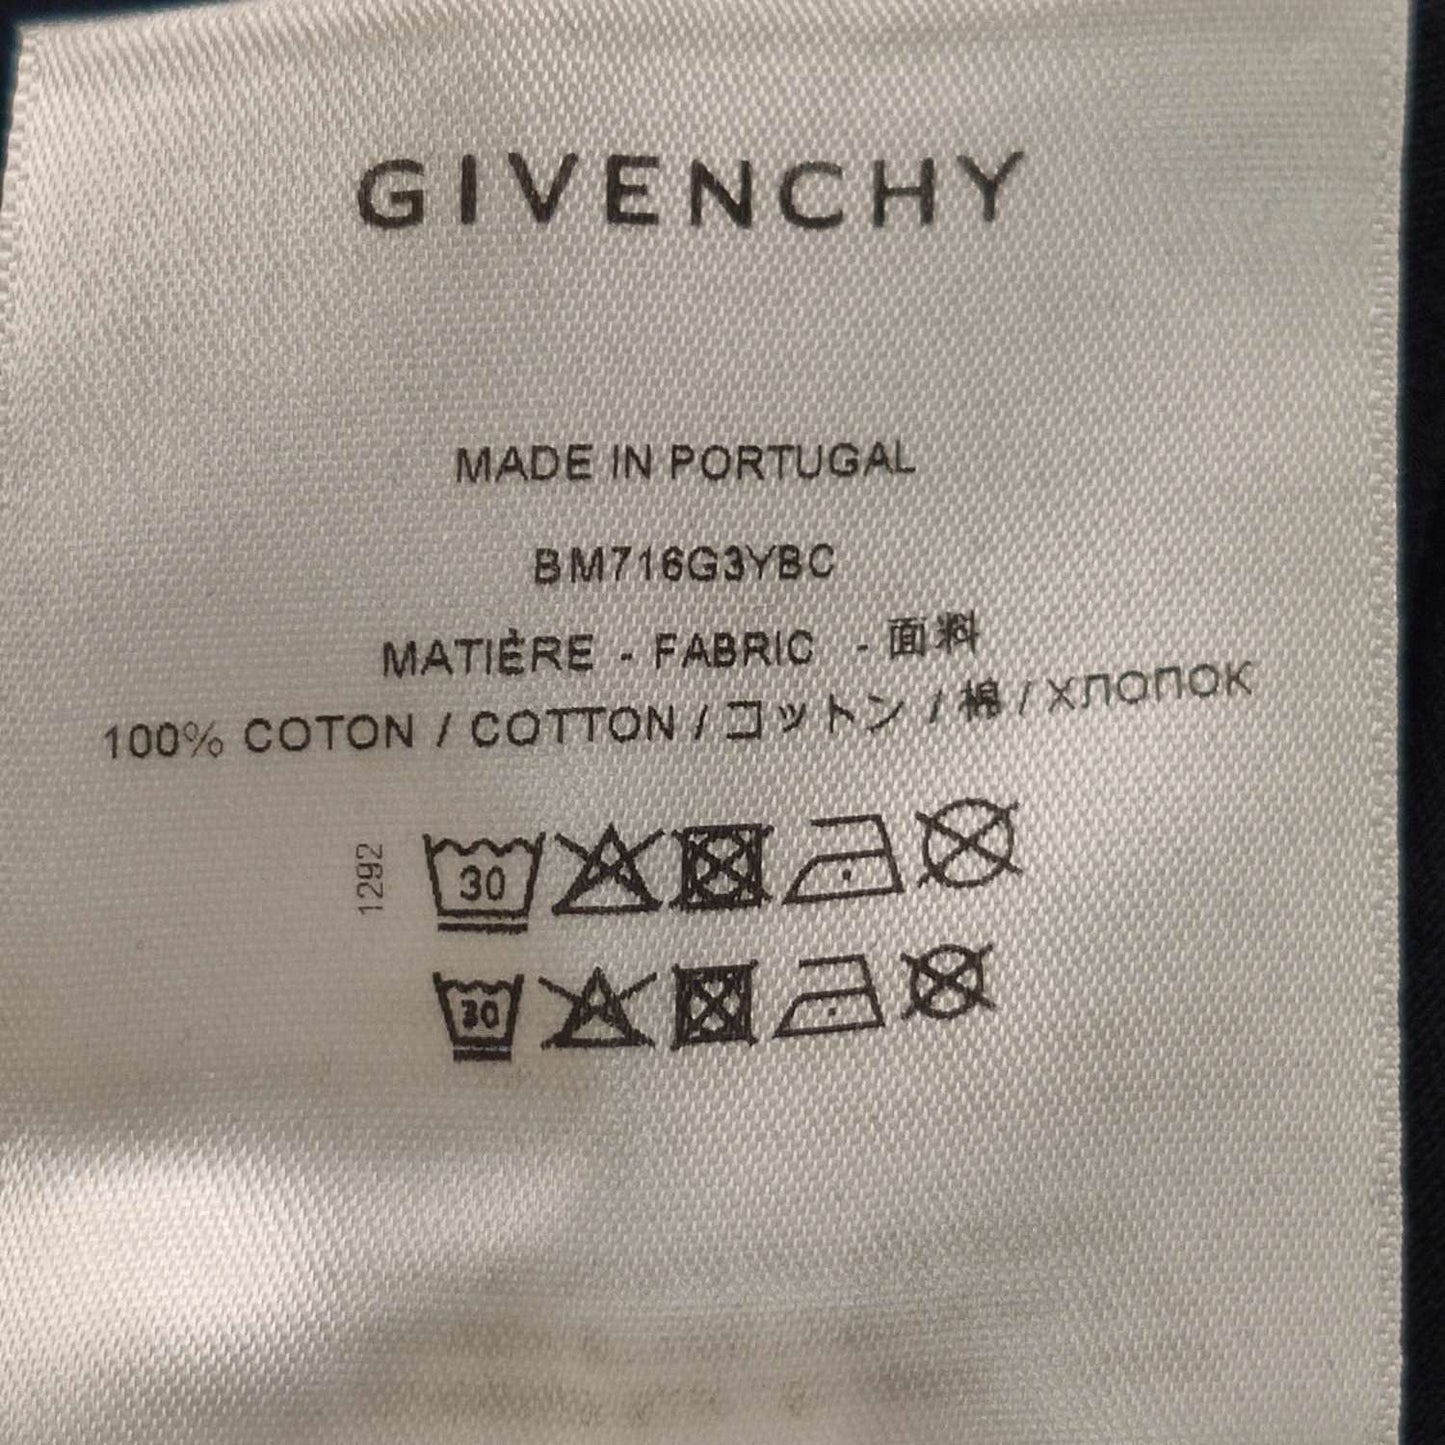 GIVENCHY
MADE IN PORTUGAL
BM716G3YBC
MATIÈRE - FABRIC - 面料
100% COTON / COTTON / コットン / 棉 / ХЛОПОК
1292
30
30